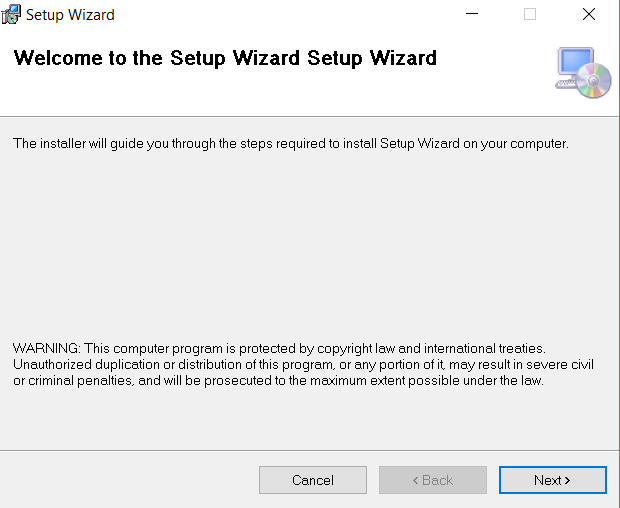 Setup Wizard
Welcome to the Setup Wizard Setup Wizard
The installer will guide you through the steps required to install Setup Wizard on your computer.
WARNING: This computer program is protected by copyright law and international treaties.
Unauthorized duplication or distribution of this program, or any portion of it, may result in severe civil
or criminal penalties, and will be prosecuted to the maximum extent possible under the law.
Cancel < Back Next >